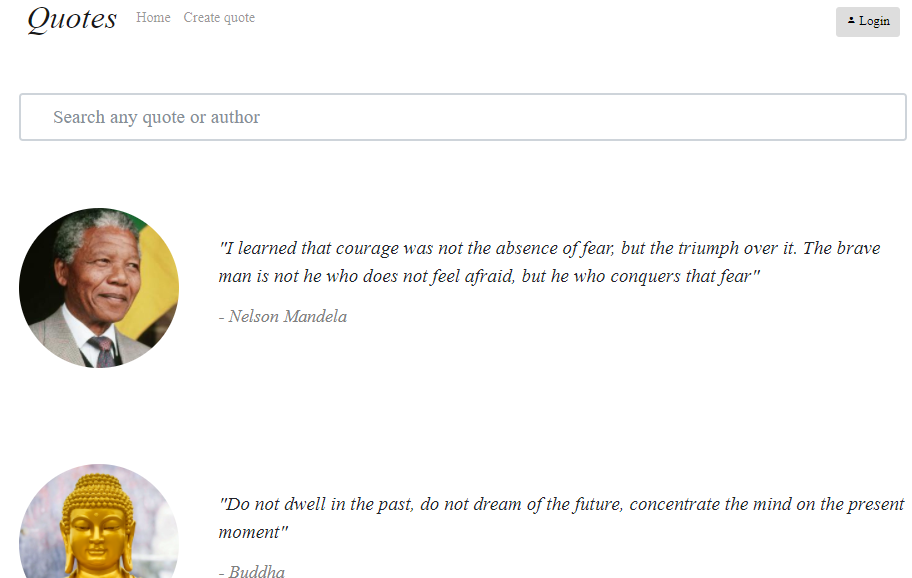 Quotes Home Create quote Login
Search any quote or author
"I learned that courage was not the absence of fear, but the triumph over it. The brave
man is not he who does not feel afraid, but he who conquers that fear"
- Nelson Mandela
"Do not dwell in the past, do not dream of the future, concentrate the mind on the present
moment"
- Buddha